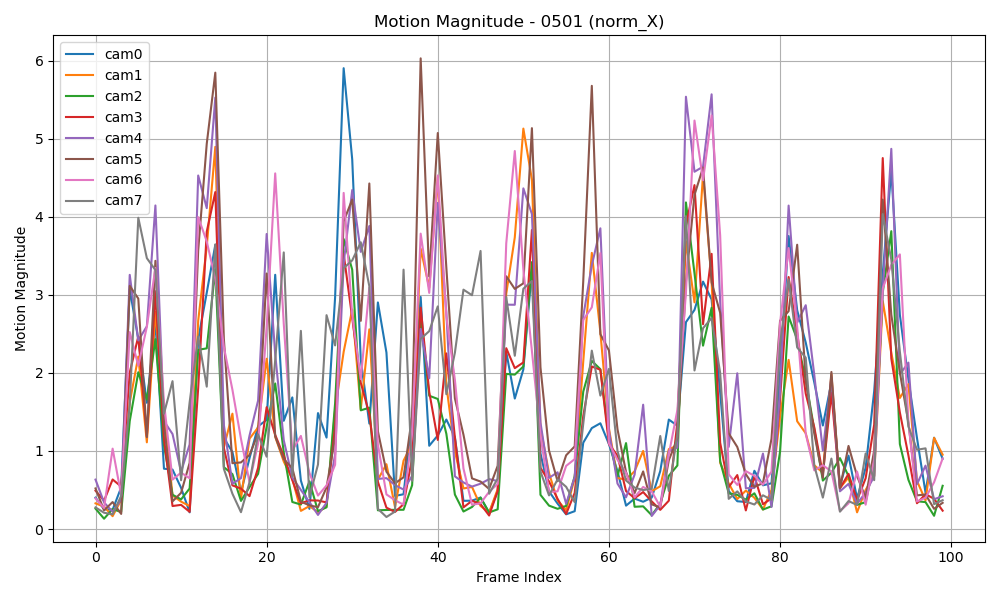 Motion Magnitude - 0501 (norm_X)
cam0
cam1
cam2
cam3
cam4
cam5
cam6
cam7
Motion Magnitude
6
5
4
3
2
1
0
0 20 40 60 80 100
Frame Index